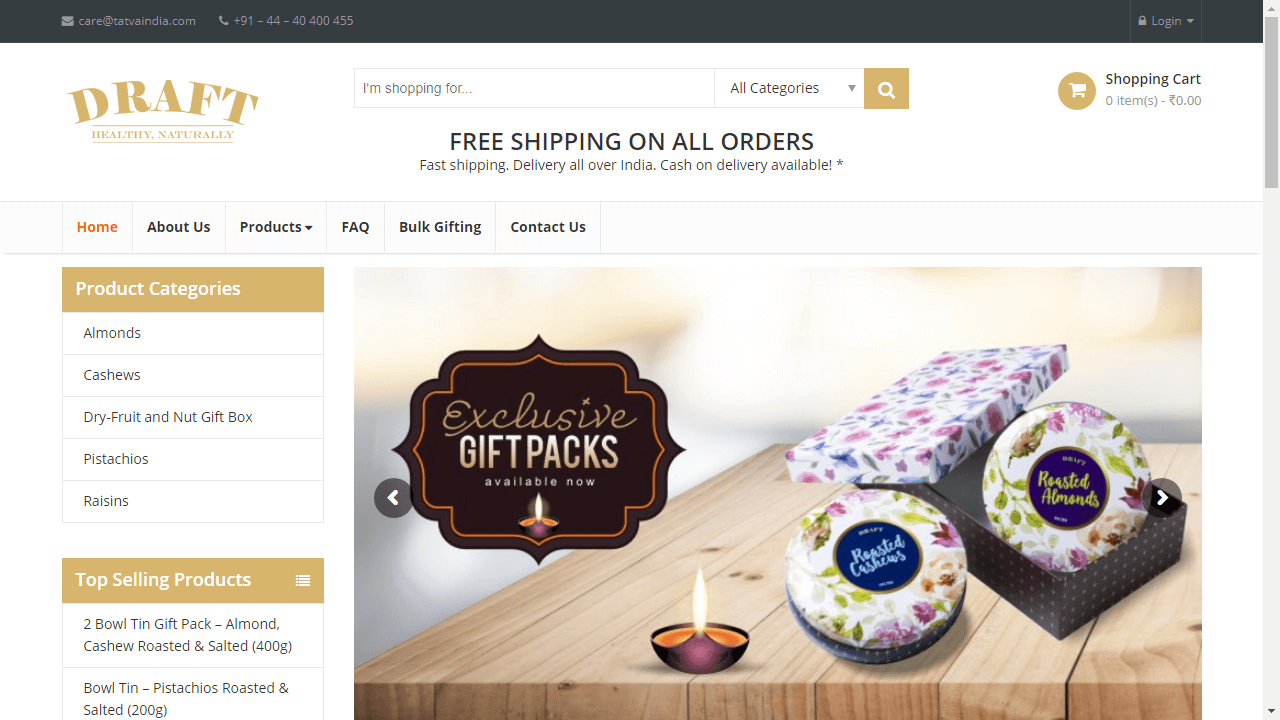 care@tatvaindia.com
+91 – 44 – 40 400 455
Login
DRAFT
HEALTHY, NATURALLY
I'm shopping for...
All Categories
Shopping Cart
0 item(s) - ₹0.00
FREE SHIPPING ON ALL ORDERS
Fast shipping. Delivery all over India. Cash on delivery available! *
Home
About Us
Products
FAQ
Bulk Gifting
Contact Us
Product Categories
Almonds
Cashews
Dry-Fruit and Nut Gift Box
Pistachios
Raisins
Top Selling Products
2 Bowl Tin Gift Pack – Almond,
Cashew Roasted & Salted (400g)
Bowl Tin – Pistachios Roasted &
Salted (200g)
Exclusive
GIFT PACKS
available now
DRAFT
Roasted
Almonds
DRAFT
Roasted
Cashews